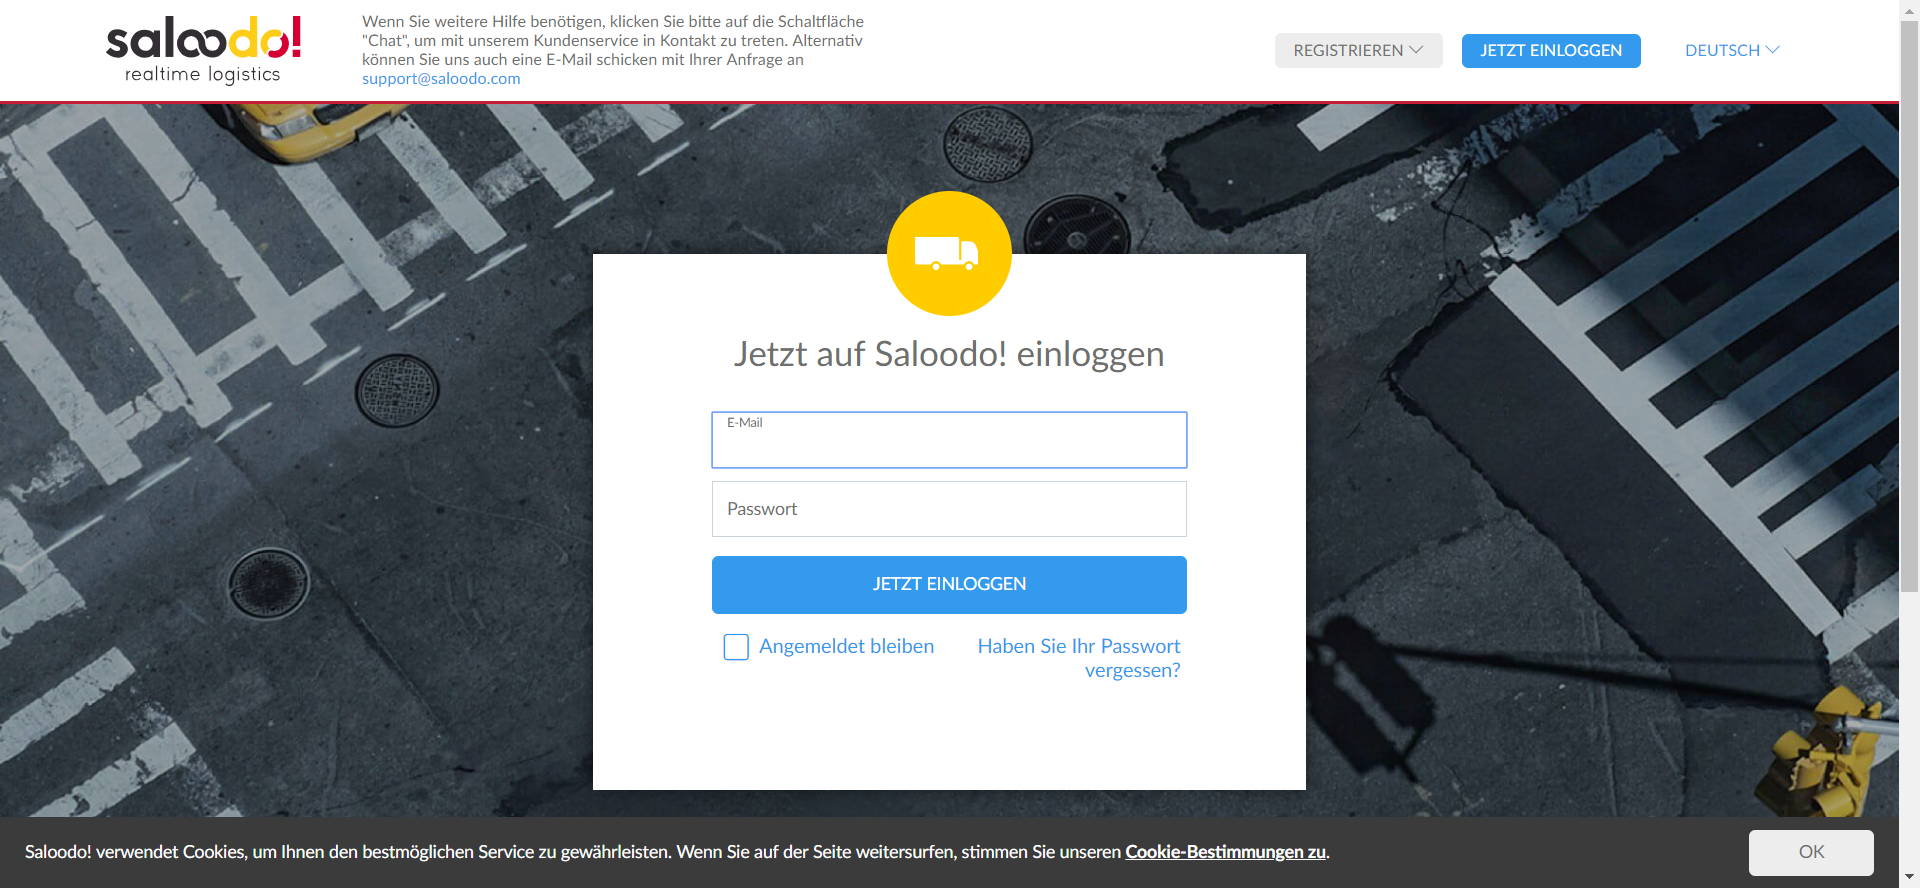 saloodo!
realtime logistics
Wenn Sie weitere Hilfe benötigen, klicken Sie bitte auf die Schaltfläche
"Chat", um mit unserem Kundenservice in Kontakt zu treten. Alternativ
können Sie uns auch eine E-Mail schicken mit Ihrer Anfrage an
support@saloodo.com
REGISTRIEREN
JETZT EINLOGGEN
DEUTSCH
Jetzt auf Saloodo! einloggen
E-Mail
Passwort
JETZT EINLOGGEN
Angemeldet bleiben
Haben Sie Ihr Passwort
vergessen?
Saloodo! verwendet Cookies, um Ihnen den bestmöglichen Service zu gewährleisten. Wenn Sie auf der Seite weitersurfen, stimmen Sie unseren Cookie-Bestimmungen zu.
OK